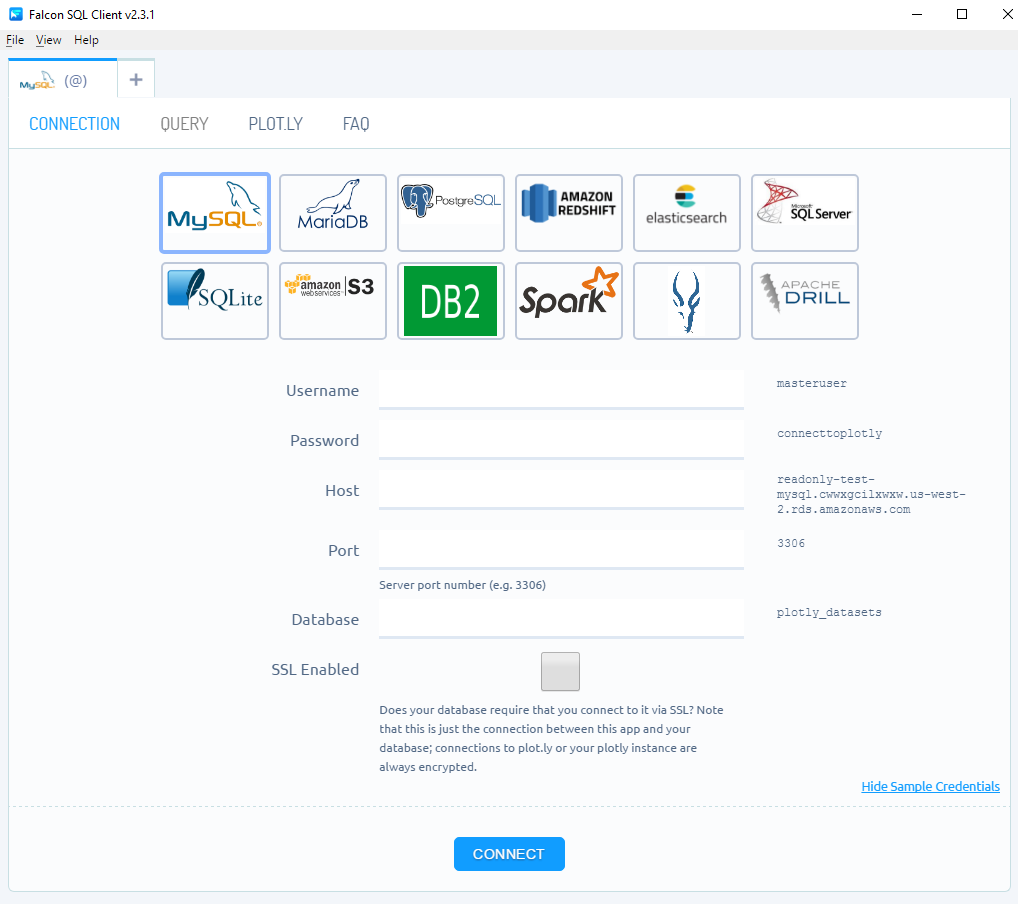 Falcon SQL Client v2.3.1
File View Help
MySQL (@) +
CONNECTION QUERY PLOT.LY FAQ
MySQL MariaDB PostgreSQL AMAZON REDSHIFT elasticsearch Microsoft SQL Server
SQLite amazon web services S3 DB2 Spark APACHE DRILL
Username masteruser
Password connecttoplotly
Host readonly-test-
mysql.cwwxgcilxwxw.us-west-
2.rds.amazonaws.com
Port 3306
Server port number (e.g. 3306)
Database plotly_datasets
SSL Enabled
Does your database require that you connect to it via SSL? Note
that this is just the connection between this app and your
database; connections to plot.ly or your plotly instance are
always encrypted.
Hide Sample Credentials
CONNECT